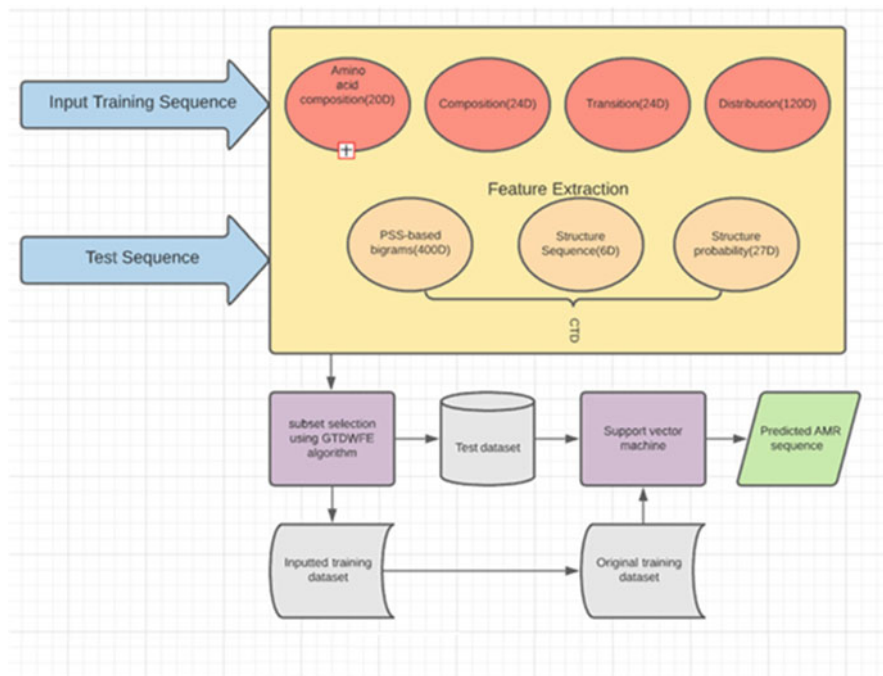 Input Training Sequence
Amino
acid
composition(20D)
Composition(24D)
Transition(24D)
Distribution(120D)
Feature Extraction
Test Sequence
PSS-based
bigrams(400D)
Structure
Sequence(6D)
Structure
probability(27D)
CTD
subset selection
using GTDWFE
algorithm
Test dataset
Support vector
machine
Predicted AMR
sequence
Inputted training
dataset
Original training
dataset